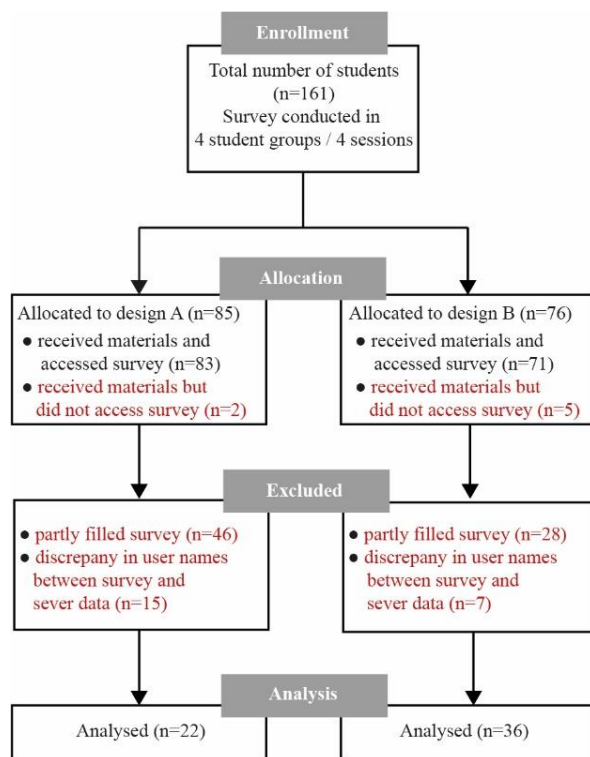 Enrollment
Total number of students
(n=161)
Survey conducted in
4 student groups / 4 sessions
Allocation
Allocated to design A (n=85)
● received materials and
accessed survey (n=83)
● received materials but
did not access survey (n=2)
Allocated to design B (n=76)
● received materials and
accessed survey (n=71)
● received materials but
did not access survey (n=5)
Excluded
● partly filled survey (n=46)
● discrepany in user names
between survey and
sever data (n=15)
● partly filled survey (n=28)
● discrepany in user names
between survey and
sever data (n=7)
Analysis
Analysed (n=22)
Analysed (n=36)